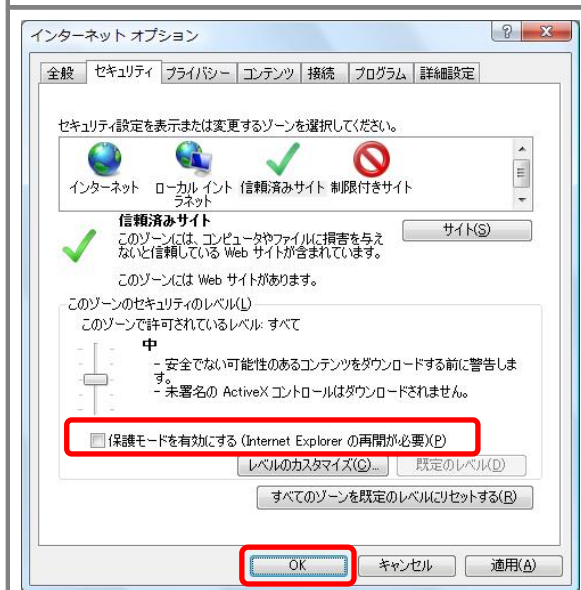 インターネット オプション
全般 セキュリティ プライバシー コンテンツ 接続 プログラム 詳細設定
セキュリティ設定を表示または変更するゾーンを選択してください。
インターネット ローカル イントラネット 信頼済みサイト 制限付きサイト
信頼済みサイト
サイト(S)
このゾーンには、コンピュータやファイルに損害を与え
ないと信頼している Web サイトが含まれています。
このゾーンには Web サイトがあります。
このゾーンのセキュリティのレベル(L)
このゾーンで許可されているレベル: すべて
中
- 安全でない可能性のあるコンテンツをダウンロードする前に警告しま
す。
- 未署名の ActiveX コントロールはダウンロードされません。
保護モードを有効にする (Internet Explorer の再開が必要)(P)
レベルのカスタマイズ(C)... 既定のレベル(D)
すべてのゾーンを既定のレベルにリセットする(R)
OK キャンセル 適用(A)